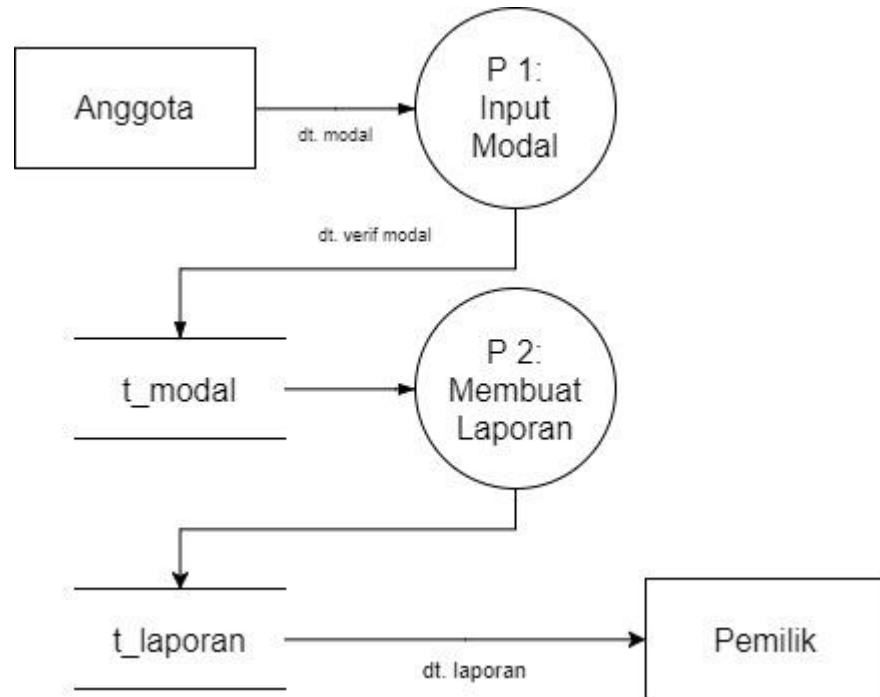 Anggota
dt. modal
P 1:
Input
Modal
dt. verif modal
t_modal
P 2:
Membuat
Laporan
t_laporan
dt. laporan
Pemilik